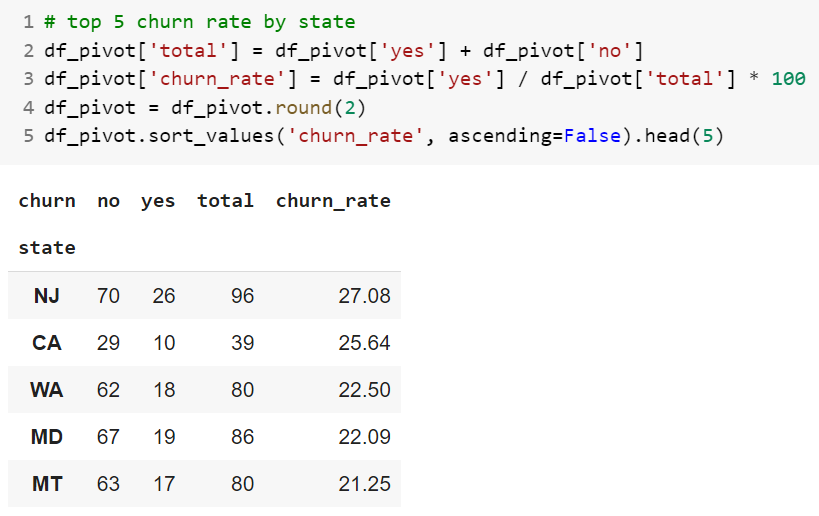 1 # top 5 churn rate by state
2 df_pivot['total'] = df_pivot['yes'] + df_pivot['no']
3 df_pivot['churn_rate'] = df_pivot['yes'] / df_pivot['total'] * 100
4 df_pivot = df_pivot.round(2)
5 df_pivot.sort_values('churn_rate', ascending=False).head(5)
churn no yes total churn_rate
state
NJ 70 26 96 27.08
CA 29 10 39 25.64
WA 62 18 80 22.50
MD 67 19 86 22.09
MT 63 17 80 21.25